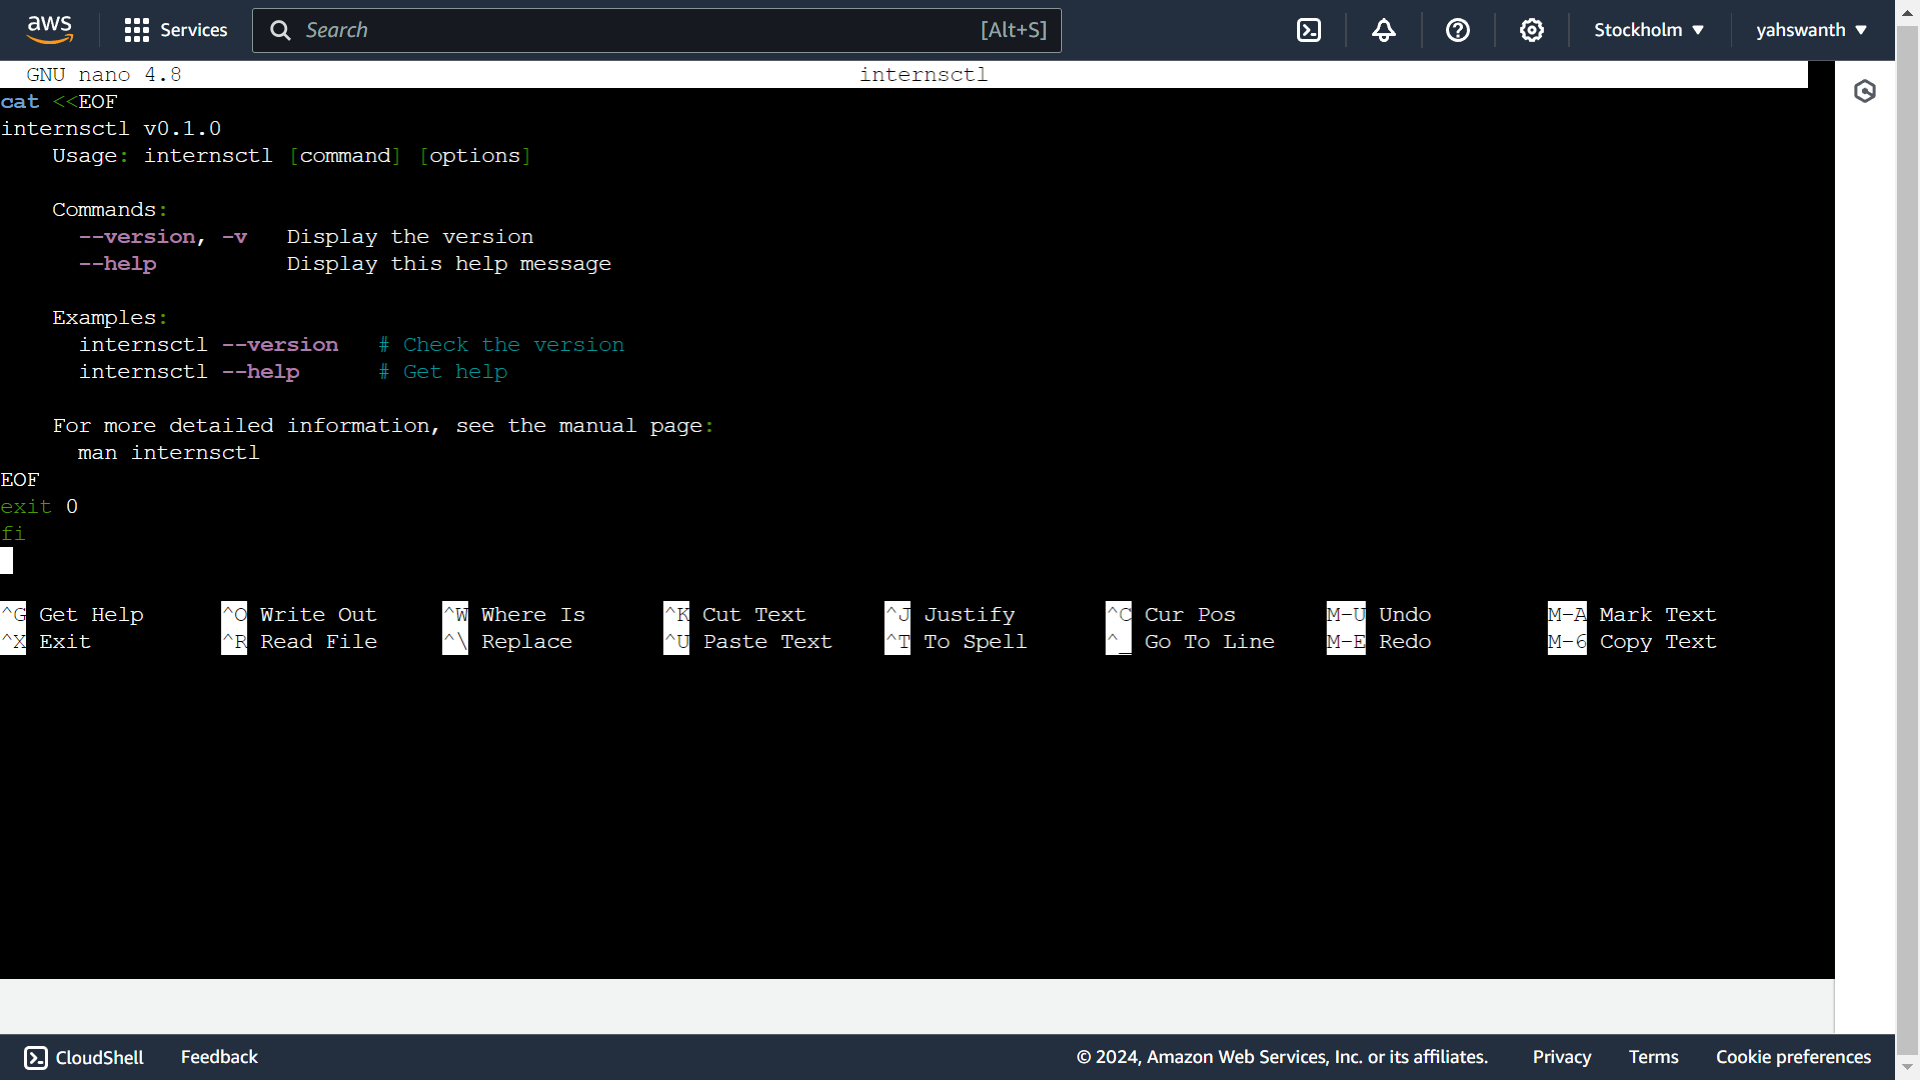 aws Services Search [Alt+S] Stockholm ▼ yahswanth ▼
GNU nano 4.8 internsctl
cat <<EOF
internsctl v0.1.0
    Usage: internsctl [command] [options]

    Commands:
      --version, -v   Display the version
      --help          Display this help message

    Examples:
      internsctl --version   # Check the version
      internsctl --help      # Get help

    For more detailed information, see the manual page:
      man internsctl
EOF
exit 0
fi
^G Get Help ^O Write Out ^W Where Is ^K Cut Text ^J Justify ^C Cur Pos M-U Undo M-A Mark Text
^X Exit ^R Read File ^\ Replace ^U Paste Text ^T To Spell ^_ Go To Line M-E Redo M-6 Copy Text
CloudShell Feedback © 2024, Amazon Web Services, Inc. or its affiliates. Privacy Terms Cookie preferences